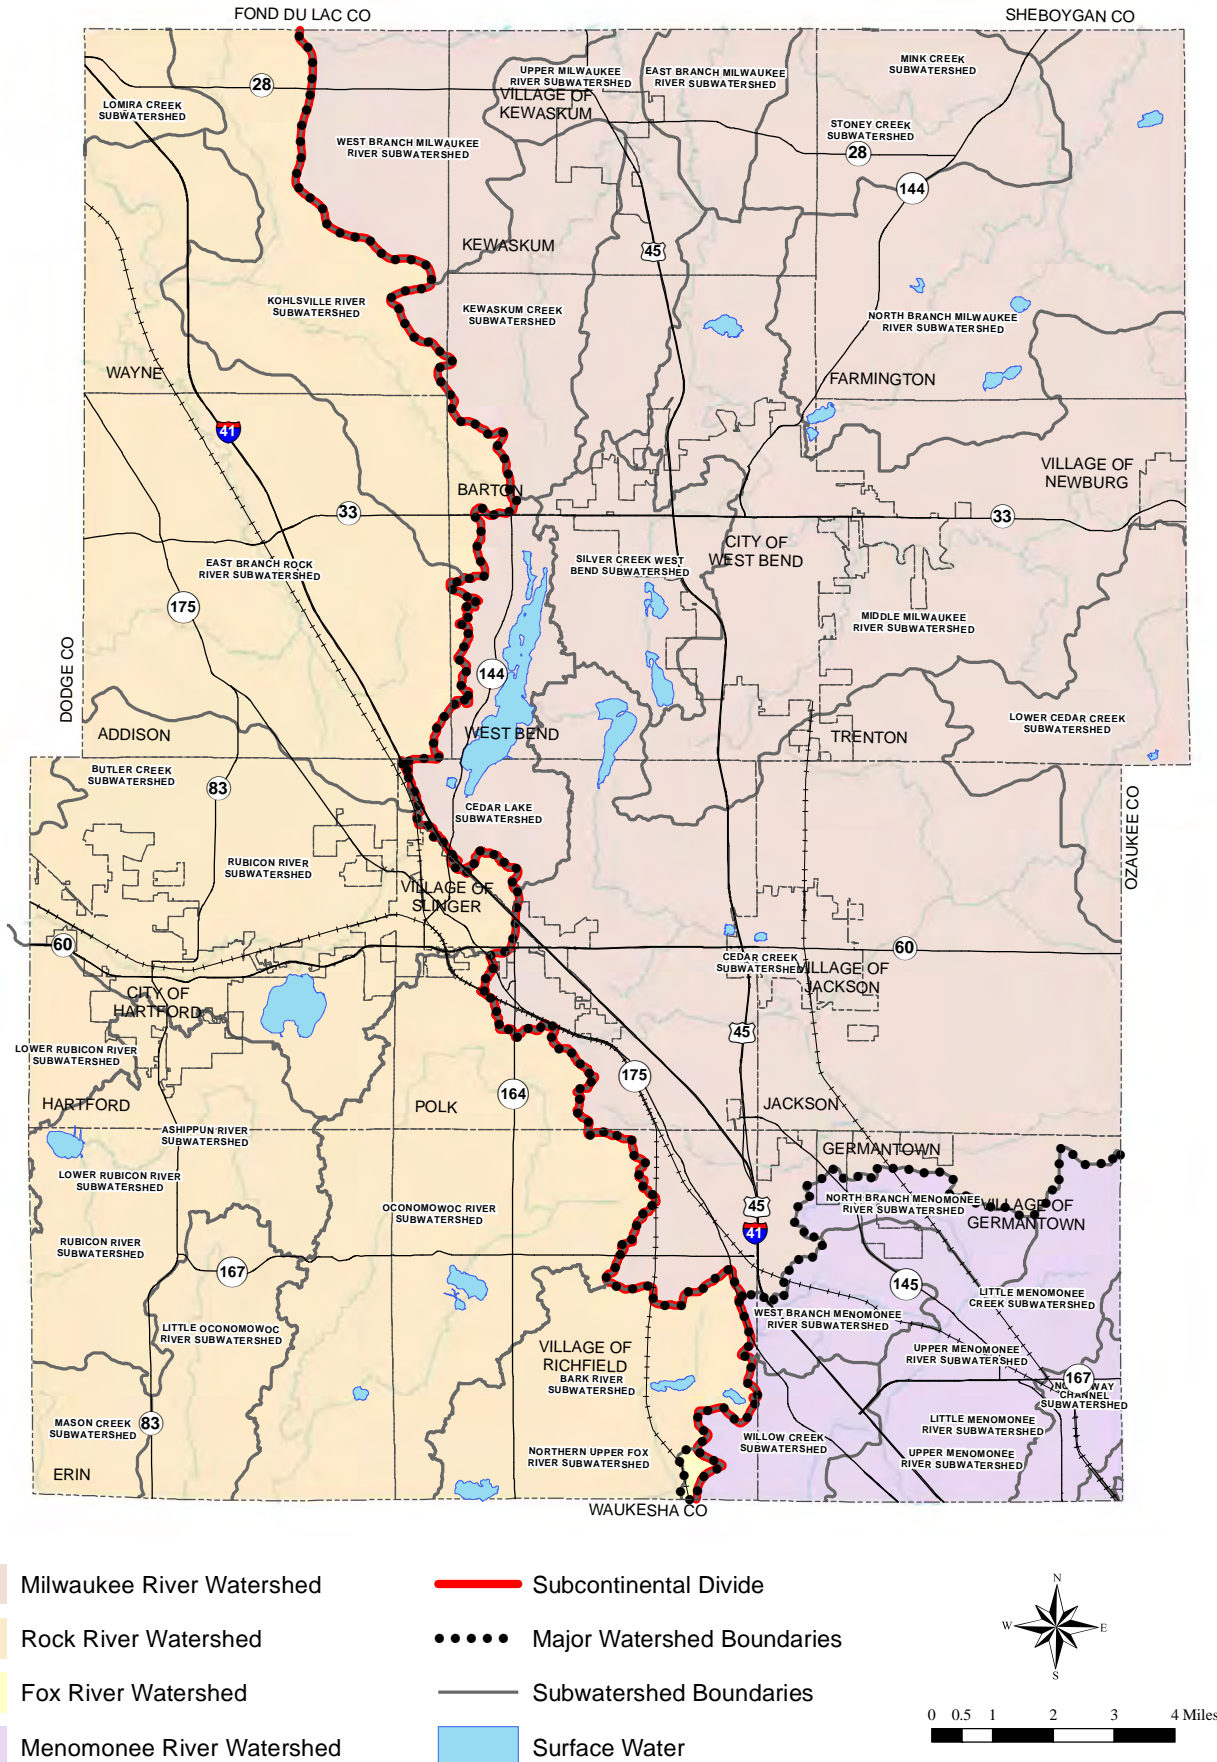 FOND DU LAC CO
SHEBOYGAN CO
MINK CREEK
SUBWATERSHED
UPPER MILWAUKEE
RIVER SUBWATERSHED
EAST BRANCH MILWAUKEE
RIVER SUBWATERSHED
28
VILLAGE OF
KEWASKUM
LOMIRA CREEK
SUBWATERSHED
STONEY CREEK
SUBWATERSHED
28
WEST BRANCH MILWAUKEE
RIVER SUBWATERSHED
144
KEWASKUM
45
KOHLSVILLE RIVER
SUBWATERSHED
KEWASKUM CREEK
SUBWATERSHED
NORTH BRANCH MILWAUKEE
RIVER SUBWATERSHED
WAYNE
FARMINGTON
41
VILLAGE OF
NEWBURG
BARTON
33
33
CITY OF
WEST BEND
EAST BRANCH ROCK
RIVER SUBWATERSHED
SILVER CREEK WEST
BEND SUBWATERSHED
175
MIDDLE MILWAUKEE
RIVER SUBWATERSHED
DODGE CO
144
LOWER CEDAR CREEK
SUBWATERSHED
ADDISON
WEST BEND
TRENTON
BUTLER CREEK
SUBWATERSHED
83
CEDAR LAKE
SUBWATERSHED
OZAUKEE CO
RUBICON RIVER
SUBWATERSHED
VILLAGE OF
SLINGER
60
60
CEDAR CREEK
SUBWATERSHED
VILLAGE OF
JACKSON
CITY OF
HARTFORD
45
LOWER RUBICON RIVER
SUBWATERSHED
175
164
HARTFORD
POLK
JACKSON
ASHIPPUN RIVER
SUBWATERSHED
GERMANTOWN
LOWER RUBICON RIVER
SUBWATERSHED
NORTH BRANCH MENOMONEE
RIVER SUBWATERSHED
OCONOMOWOC RIVER
SUBWATERSHED
45
VILLAGE OF
GERMANTOWN
41
RUBICON RIVER
SUBWATERSHED
167
145
LITTLE MENOMONEE
CREEK SUBWATERSHED
WEST BRANCH MENOMONEE
RIVER SUBWATERSHED
LITTLE OCONOMOWOC
RIVER SUBWATERSHED
VILLAGE OF
RICHFIELD
UPPER MENOMONEE
RIVER SUBWATERSHED
BARK RIVER
SUBWATERSHED
167
CHANNEL
SUBWATERSHED
MASON CREEK
SUBWATERSHED
83
LITTLE MENOMONEE
RIVER SUBWATERSHED
WILLOW CREEK
SUBWATERSHED
NORTHERN UPPER FOX
RIVER SUBWATERSHED
UPPER MENOMONEE
RIVER SUBWATERSHED
ERIN
WAUKESHA CO
Milwaukee River Watershed
Rock River Watershed
Fox River Watershed
Menomonee River Watershed
Subcontinental Divide
Major Watershed Boundaries
Subwatershed Boundaries
Surface Water
N
W
E
S
0 0.5 1 2 3 4 Miles